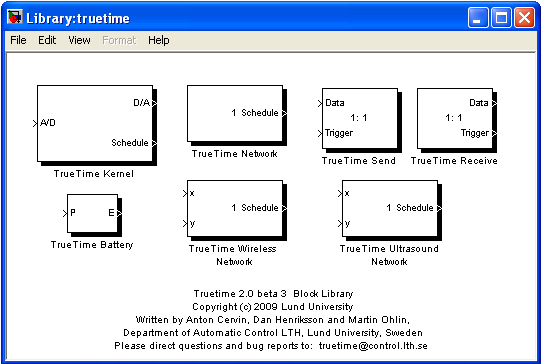 Library:truetime
File Edit View Format Help
D/A
A/D
Schedule
TrueTime Kernel
1 Schedule
TrueTime Network
Data
1: 1
Trigger
TrueTime Send
Data
1: 1
Trigger
TrueTime Receive
P E
TrueTime Battery
x
1 Schedule
y
TrueTime Wireless
Network
x
1 Schedule
y
TrueTime Ultrasound
Network
Truetime 2.0 beta 3 Block Library
Copyright (c) 2009 Lund University
Written by Anton Cervin, Dan Henriksson and Martin Ohlin,
Department of Automatic Control LTH, Lund University, Sweden
Please direct questions and bug reports to: truetime@control.lth.se